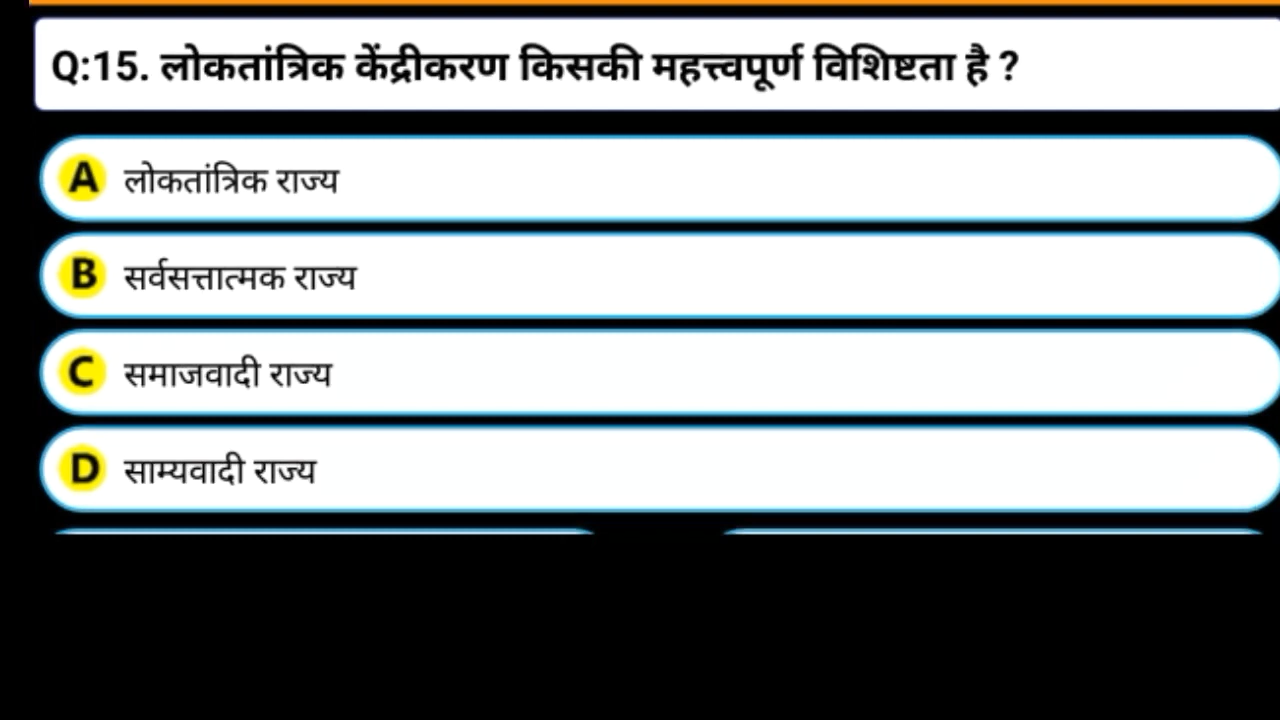 Q:15. लोकतांत्रिक केंद्रीकरण किसकी महत्त्वपूर्ण विशिष्टता है ?
A लोकतांत्रिक राज्य
B सर्वसत्तात्मक राज्य
C समाजवादी राज्य
D साम्यवादी राज्य